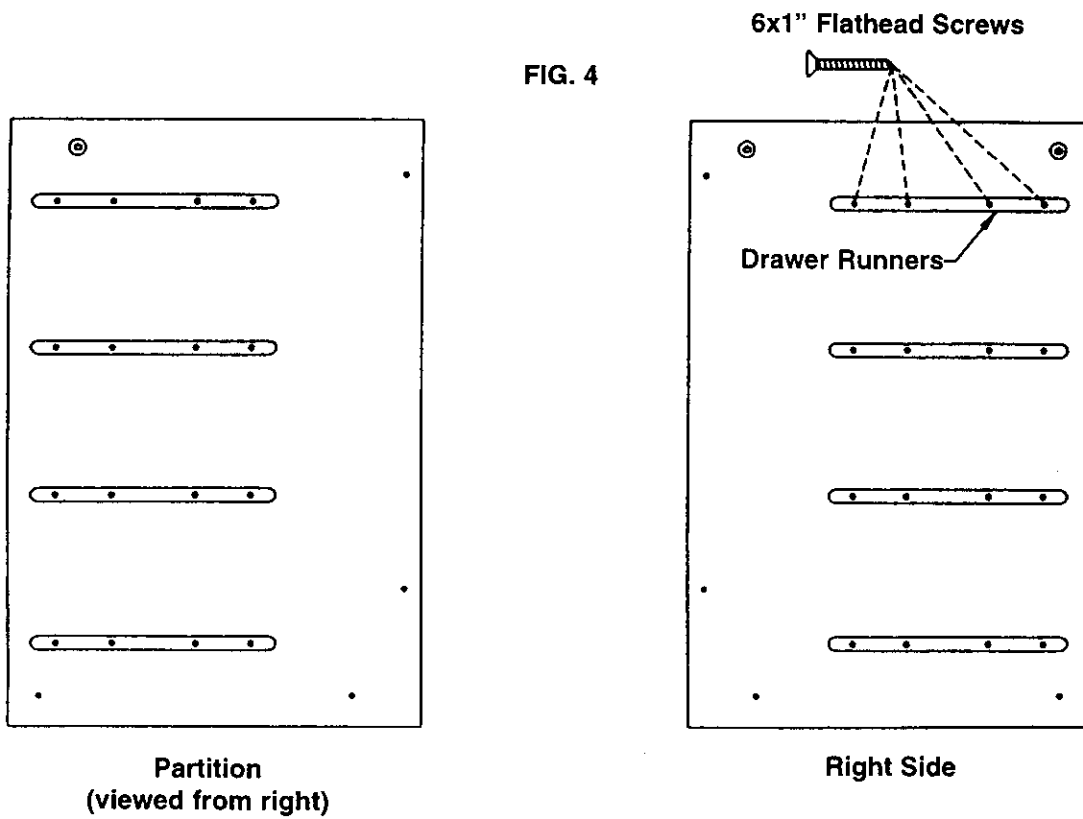 6x1” Flathead Screws
FIG. 4
Drawer Runners
Partition
(viewed from right)
Right Side